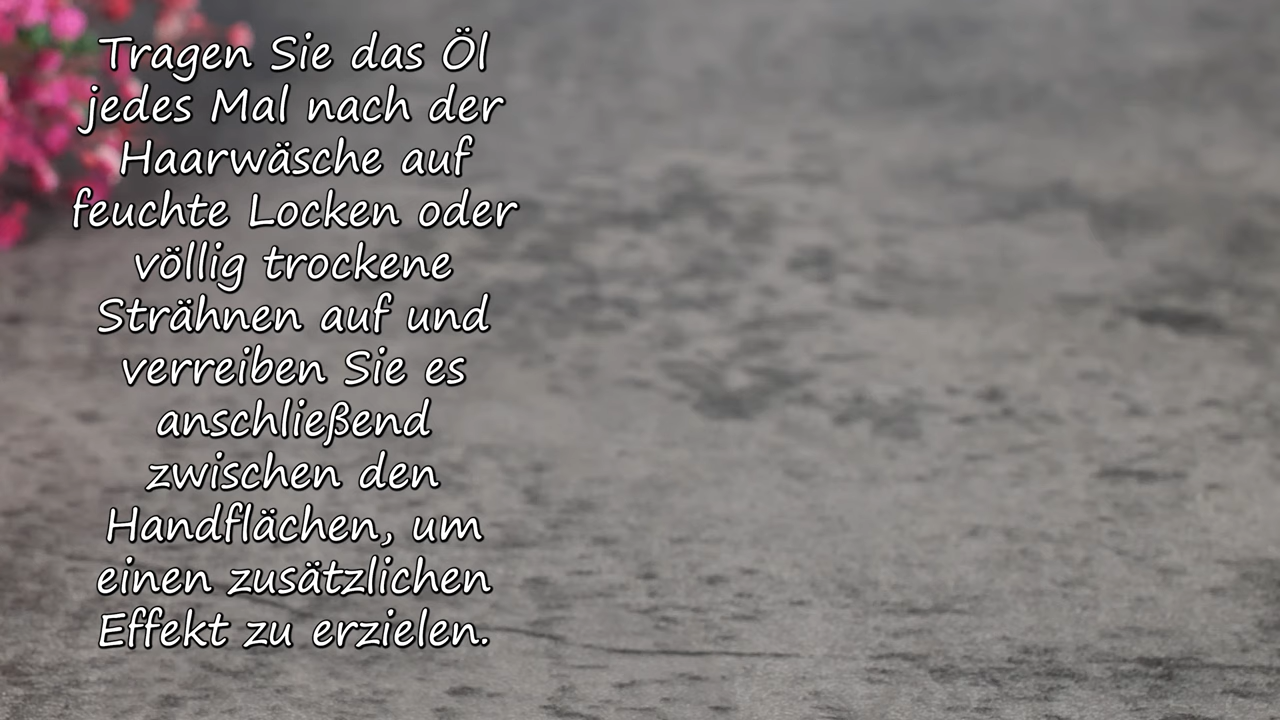 Tragen Sie das Öl
jedes Mal nach der
Haarwäsche auf
feuchte Locken oder
völlig trockene
Strähnen auf und
verreiben Sie es
anschließend
zwischen den
Handflächen, um
einen zusätzlichen
Effekt zu erzielen.